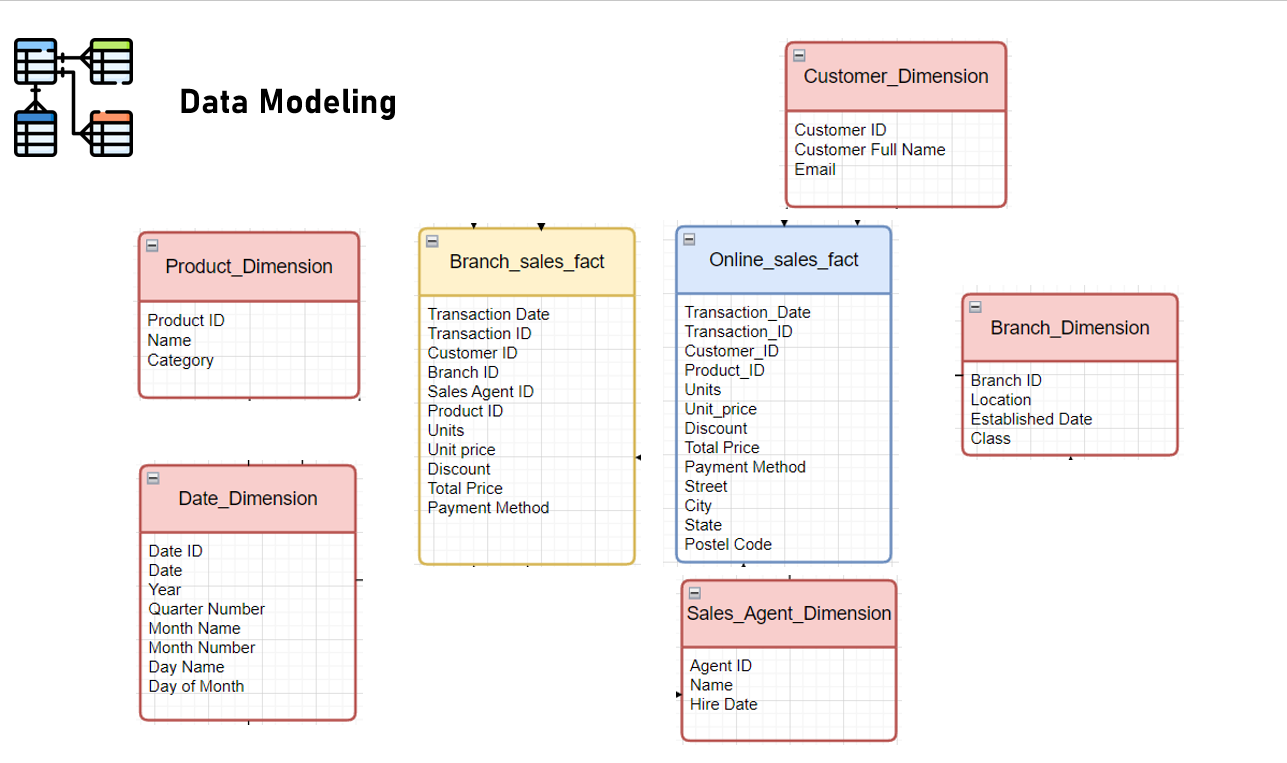 Data Modeling
Customer_Dimension
Customer ID
Customer Full Name
Email
Product_Dimension
Product ID
Name
Category
Branch_sales_fact
Transaction Date
Transaction ID
Customer ID
Branch ID
Sales Agent ID
Product ID
Units
Unit price
Discount
Total Price
Payment Method
Online_sales_fact
Transaction_Date
Transaction_ID
Customer_ID
Product_ID
Units
Unit_price
Discount
Total Price
Payment Method
Street
City
State
Postel Code
Branch_Dimension
Branch ID
Location
Established Date
Class
Date_Dimension
Date ID
Date
Year
Quarter Number
Month Name
Month Number
Day Name
Day of Month
Sales_Agent_Dimension
Agent ID
Name
Hire Date